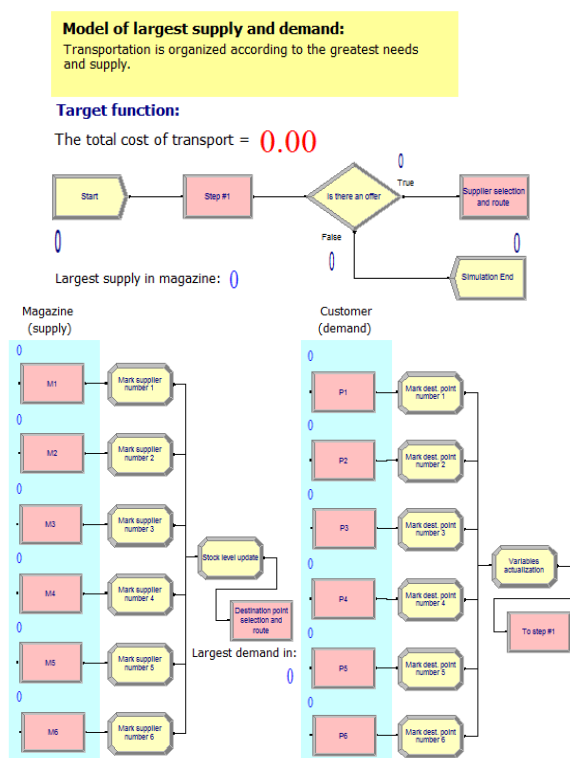 Model of largest supply and demand:
Transportation is organized according to the greatest needs
and supply.
Target function:
The total cost of transport = 0.00
0
True
Start
Step #1
Is there an offer
Supplier selection
and route
0
False
0
0
Simulation End
Largest supply in magazine: 0
Magazine
(supply)
0
M1
Mark supplier
number 1
0
M2
Mark supplier
number 2
0
M3
Mark supplier
number 3
0
M4
Mark supplier
number 4
0
M5
Mark supplier
number 5
0
M6
Mark supplier
number 6
Stock level update
Destination point
selection and
route
Largest demand in:
0
Customer
(demand)
0
P1
Mark dest. point
number 1
0
P2
Mark dest. point
number 2
0
P3
Mark dest. point
number 3
0
P4
Mark dest. point
number 4
0
P5
Mark dest. point
number 5
0
P6
Mark dest. point
number 6
Variables
actualization
To step #1